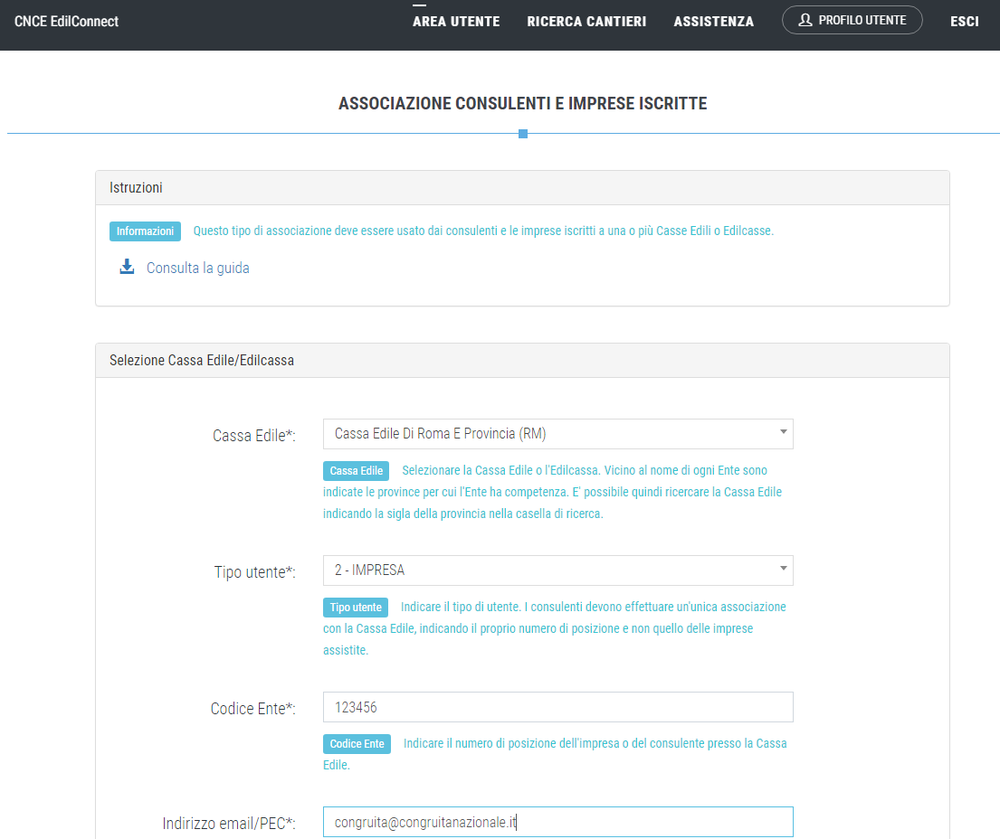 CNCE EdilConnect
AREA UTENTE
RICERCA CANTIERI
ASSISTENZA
PROFILO UTENTE
ESCI
ASSOCIAZIONE CONSULENTI E IMPRESE ISCRITTE
Istruzioni
Informazioni Questo tipo di associazione deve essere usato dai consulenti e le imprese iscritti a una o più Casse Edili o Edilcasse.
Consulta la guida
Selezione Cassa Edile/Edilcassa
Cassa Edile*: Cassa Edile Di Roma E Provincia (RM)
Cassa Edile Selezionare la Cassa Edile o l'Edilcassa. Vicino al nome di ogni Ente sono
indicate le province per cui l'Ente ha competenza. E' possibile quindi ricercare la Cassa Edile
indicando la sigla della provincia nella casella di ricerca.
Tipo utente*: 2 - IMPRESA
Tipo utente Indicare il tipo di utente. I consulenti devono effettuare un'unica associazione
con la Cassa Edile, indicando il proprio numero di posizione e non quello delle imprese
assistite.
Codice Ente*: 123456
Codice Ente Indicare il numero di posizione dell'impresa o del consulente presso la Cassa
Edile.
Indirizzo email/PEC*: congruita@congruitanazionale.it